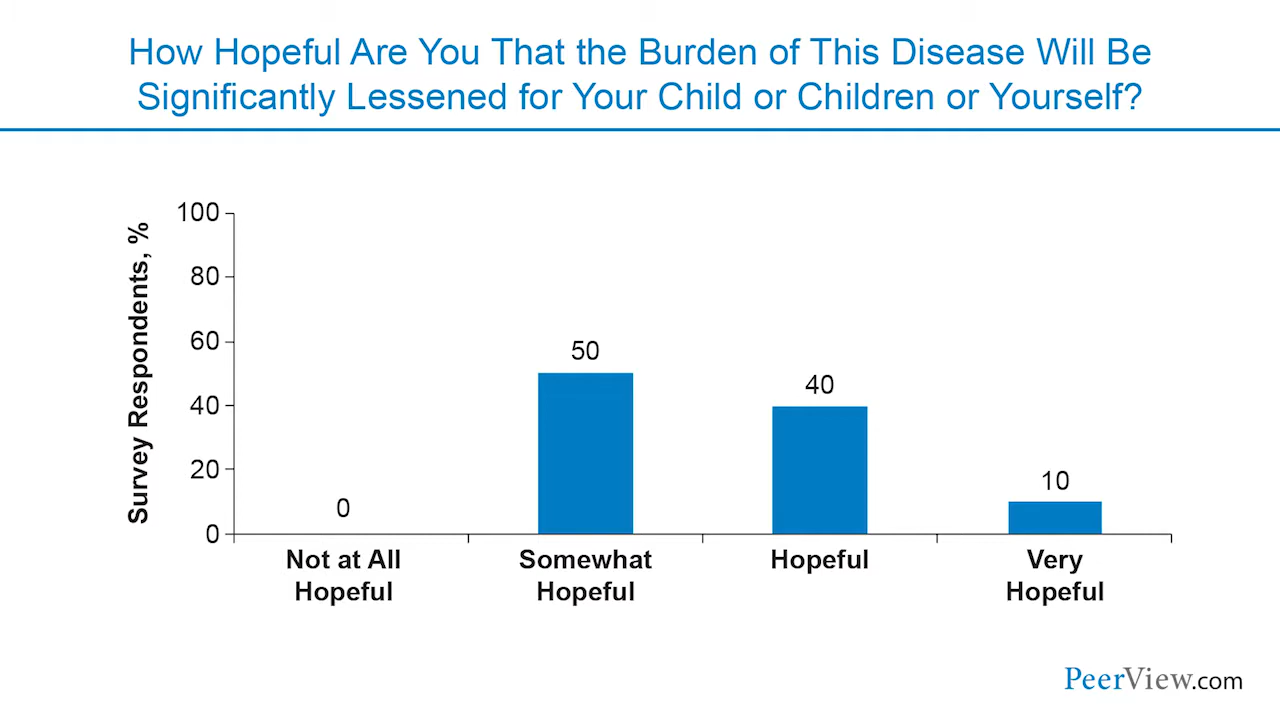 How Hopeful Are You That the Burden of This Disease Will Be
Significantly Lessened for Your Child or Children or Yourself?
Survey Respondents, %
100
80
60
40
20
0
0
50
40
10
Not at All
Hopeful
Somewhat
Hopeful
Hopeful
Very
Hopeful
PeerView.com